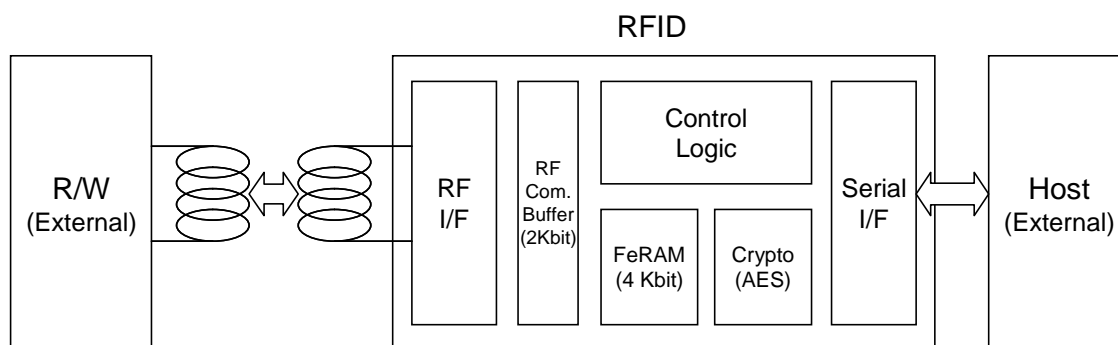 RFID
R/W
(External)
RF
I/F
RF
Com.
Buffer
(2Kbit)
Control
Logic
FeRAM
(4 Kbit)
Crypto
(AES)
Serial
I/F
Host
(External)